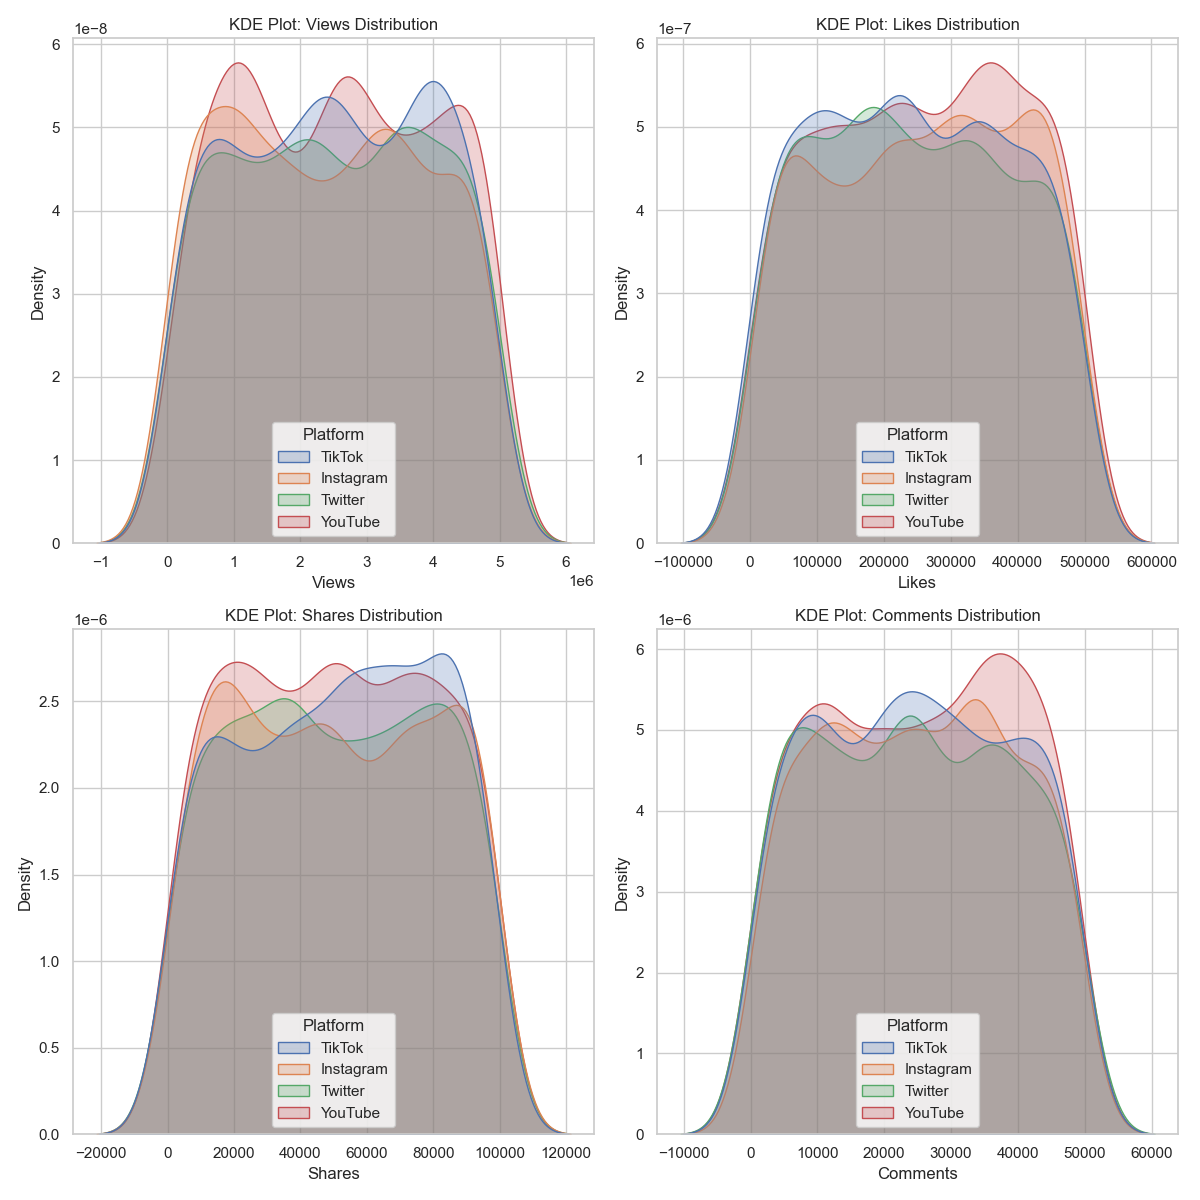 KDE Plot: Views Distribution
1e−8
6
5
4
3
2
1
0
Density
Platform
TikTok
Instagram
Twitter
YouTube
−1 0 1 2 3 4 5 6
1e6
Views
KDE Plot: Likes Distribution
1e−7
6
5
4
3
2
1
0
Density
Platform
TikTok
Instagram
Twitter
YouTube
−100000 0 100000 200000 300000 400000 500000 600000
Likes
KDE Plot: Shares Distribution
1e−6
2.5
2.0
1.5
1.0
0.5
0.0
Density
Platform
TikTok
Instagram
Twitter
YouTube
−20000 0 20000 40000 60000 80000 100000 120000
Shares
KDE Plot: Comments Distribution
1e−6
6
5
4
3
2
1
0
Density
Platform
TikTok
Instagram
Twitter
YouTube
−10000 0 10000 20000 30000 40000 50000 60000
Comments